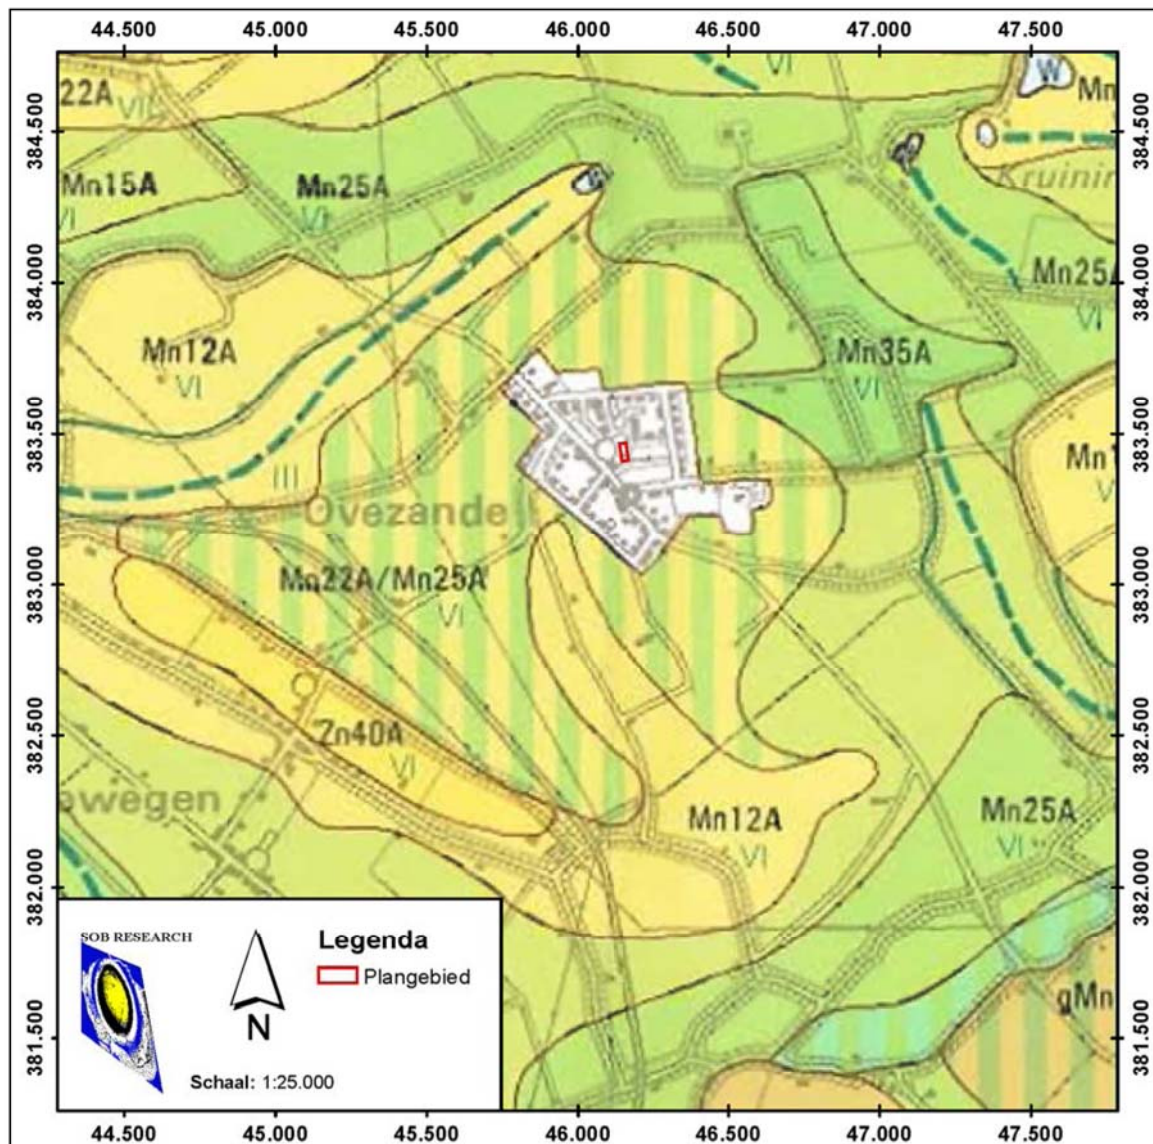 44.500 45.000 45.500 46.000 46.500 47.000 47.500
384.500
384.000
383.500
383.000
382.500
382.000
381.500
384.500
384.000
383.500
383.000
382.500
382.000
381.500
22A
VII
VI
W
Mn
Mn15A
VI
Mn25A
VI
Kruinin
Mn25A
VI
Mn12A
VI
Mn35A
VI
III
Mn1
V
Ovezande
Mn22A/Mn25A
VI
Zn40A
VI
ewegen
Mn12A
VI
Mn25A
VI
gMn
SOB RESEARCH
N
Legenda
Plangebied
Schaal: 1:25.000
44.500 45.000 45.500 46.000 46.500 47.000 47.500